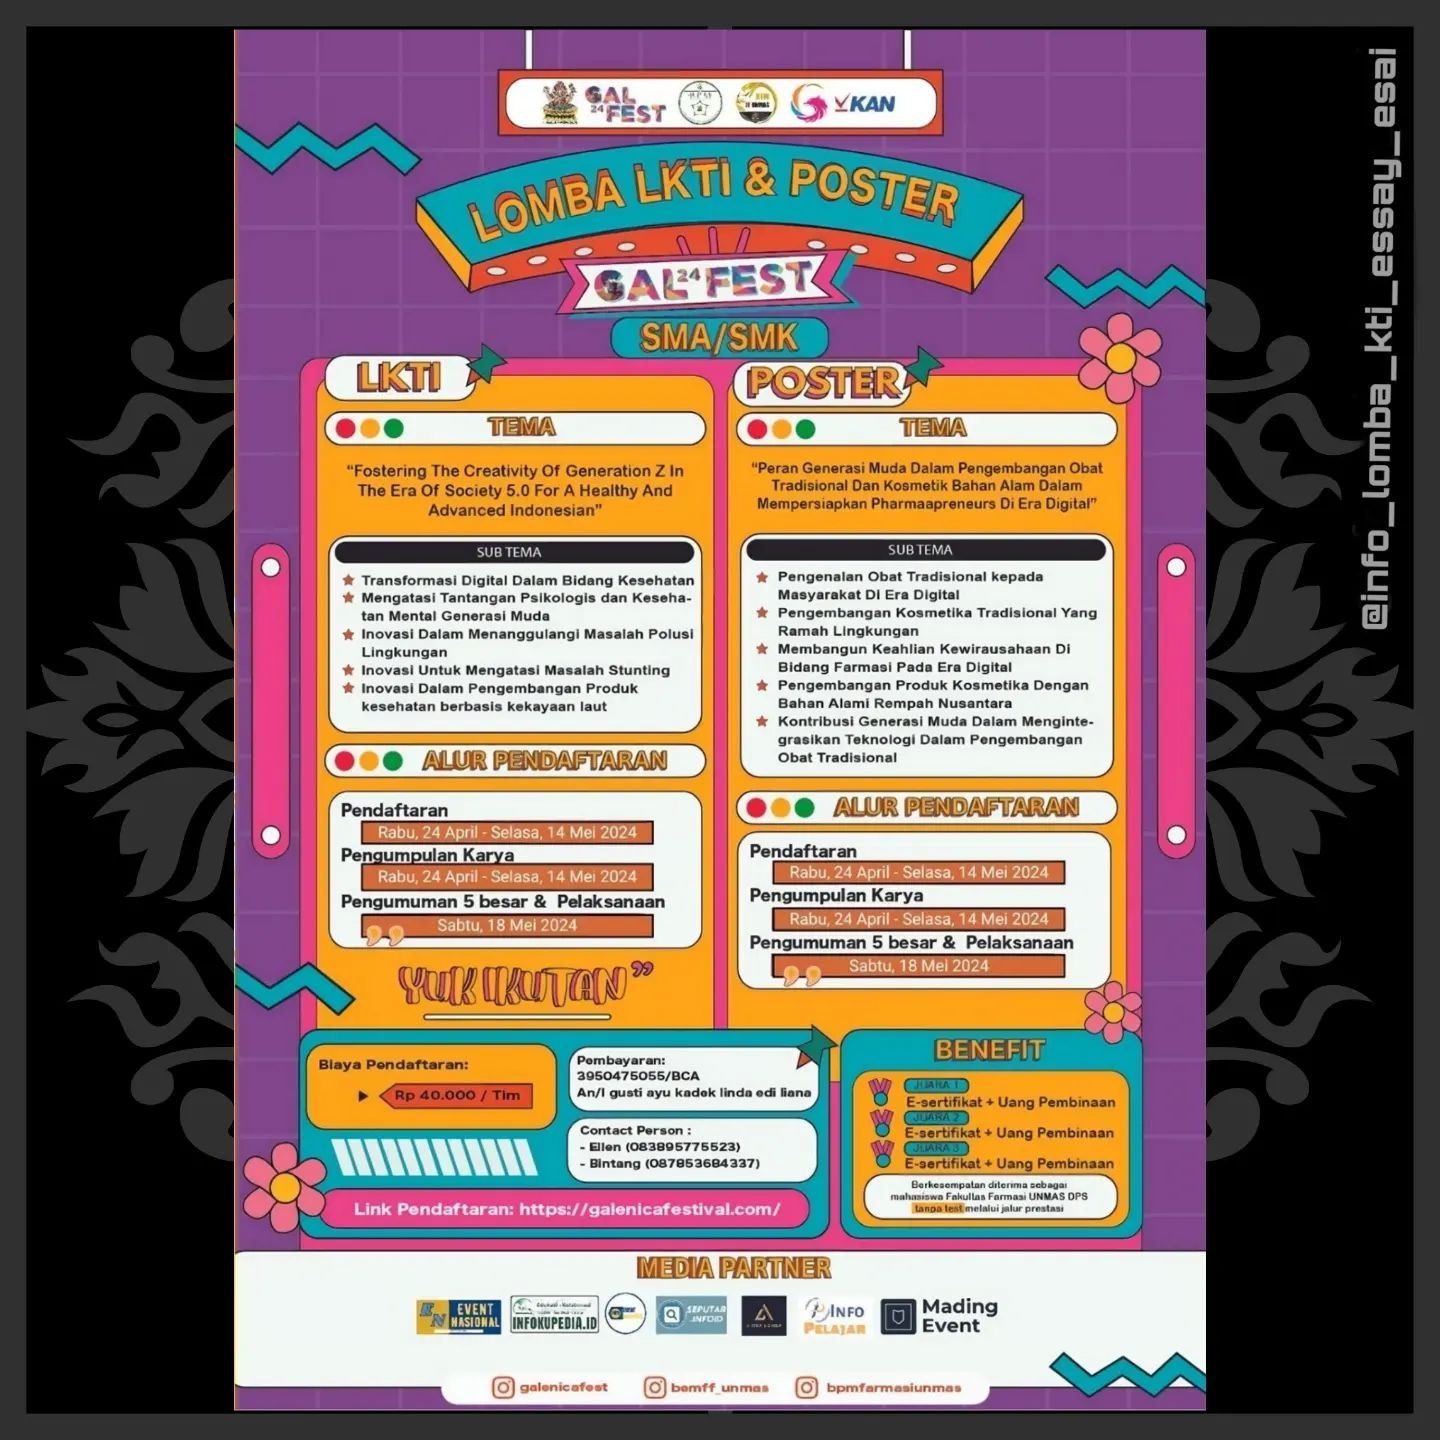 GAL
24 FEST
KAN
LOMBA LKTI & POSTER
GAL24FEST
SMA/SMK
LKTI
TEMA
“Fostering The Creativity Of Generation Z In
The Era Of Society 5.0 For A Healthy And
Advanced Indonesian”
SUB TEMA
Transformasi Digital Dalam Bidang Kesehatan
Mengatasi Tantangan Psikologis dan Keseha-
tan Mental Generasi Muda
Inovasi Dalam Menanggulangi Masalah Polusi
Lingkungan
Inovasi Untuk Mengatasi Masalah Stunting
Inovasi Dalam Pengembangan Produk
kesehatan berbasis kekayaan laut
ALUR PENDAFTARAN
Pendaftaran
Rabu, 24 April - Selasa, 14 Mei 2024
Pengumpulan Karya
Rabu, 24 April - Selasa, 14 Mei 2024
Pengumuman 5 besar & Pelaksanaan
Sabtu, 18 Mei 2024
YUK IKUTAN”
POSTER
TEMA
“Peran Generasi Muda Dalam Pengembangan Obat
Tradisional Dan Kosmetik Bahan Alam Dalam
Mempersiapkan Pharmaapreneurs Di Era Digital”
SUB TEMA
Pengenalan Obat Tradisional kepada
Masyarakat Di Era Digital
Pengembangan Kosmetika Tradisional Yang
Ramah Lingkungan
Membangun Keahlian Kewirausahaan Di
Bidang Farmasi Pada Era Digital
Pengembangan Produk Kosmetika Dengan
Bahan Alami Rempah Nusantara
Kontribusi Generasi Muda Dalam Menginte-
grasikan Teknologi Dalam Pengembangan
Obat Tradisional
ALUR PENDAFTARAN
Pendaftaran
Rabu, 24 April - Selasa, 14 Mei 2024
Pengumpulan Karya
Rabu, 24 April - Selasa, 14 Mei 2024
Pengumuman 5 besar & Pelaksanaan
Sabtu, 18 Mei 2024
Biaya Pendaftaran:
Rp 40.000 / Tim
Pembayaran:
3950475055/BCA
An/I gusti ayu kadek linda edi liana
Contact Person :
- Ellen (083895775523)
- Bintang (087853684337)
Link Pendaftaran: https://galenicafestival.com/
BENEFIT
JUARA 1
E-sertifikat + Uang Pembinaan
JUARA 2
E-sertifikat + Uang Pembinaan
JUARA 3
E-sertifikat + Uang Pembinaan
Berkesempatan diterima sebagai
mahasiswa Fakultas Farmasi UNMAS DPS
tanpa test melalui jalur prestasi
MEDIA PARTNER
EN EVENT
NASIONAL
INFOKUPEDIA.ID
SEPUTAR
.INFOID
INFO
PELAJAR
Mading
Event
galenicafest
bemff_unmas
bpmfarmasiunmas
@info_lomba_kti_essay_esai